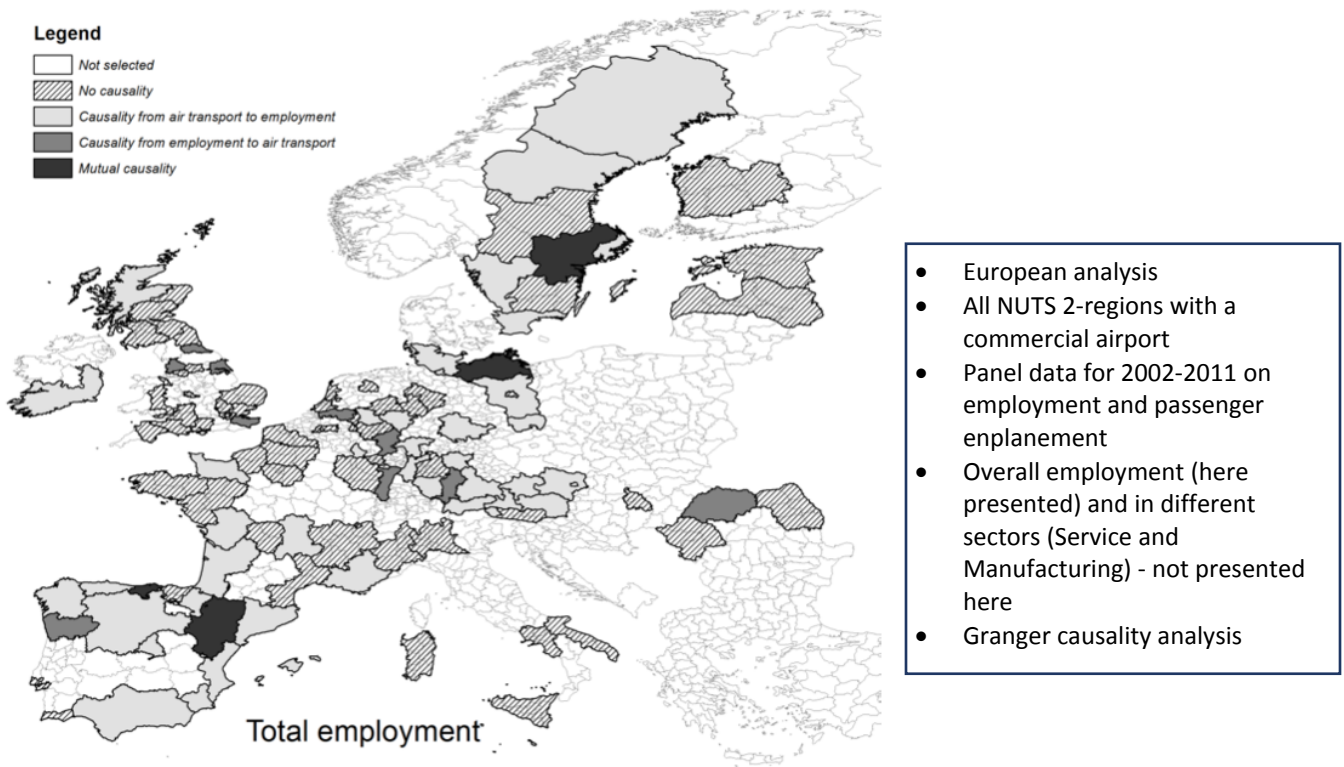 Legend
Not selected
No causality
Causality from air transport to employment
Causality from employment to air transport
Mutual causality
Total employment
• European analysis
• All NUTS 2-regions with a
commercial airport
• Panel data for 2002-2011 on
employment and passenger
enplanement
• Overall employment (here
presented) and in different
sectors (Service and
Manufacturing) - not presented
here
• Granger causality analysis